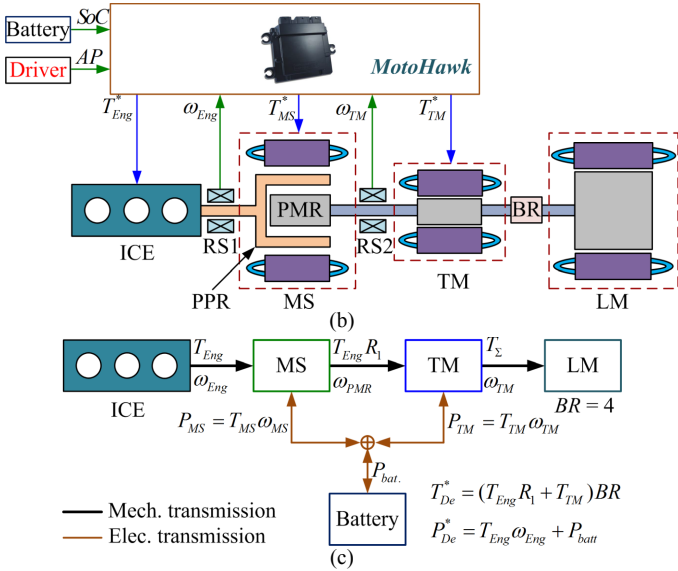 Battery SoC
Driver AP
MotoHawk
T*Eng ωEng T*MS ωTM T*TM
PMR BR
ICE RS1 RS2
PPR MS TM LM
(b)
TEng TEng R1 TΣ
MS TM LM
ωEng ωPMR ωTM
ICE BR = 4
PMS = TMS ωMS PTM = TTM ωTM
Pbat.
Battery
T*De = (TEng R1 + TTM)BR
P*De = TEng ωEng + Pbatt
Mech. transmission
Elec. transmission
(c)